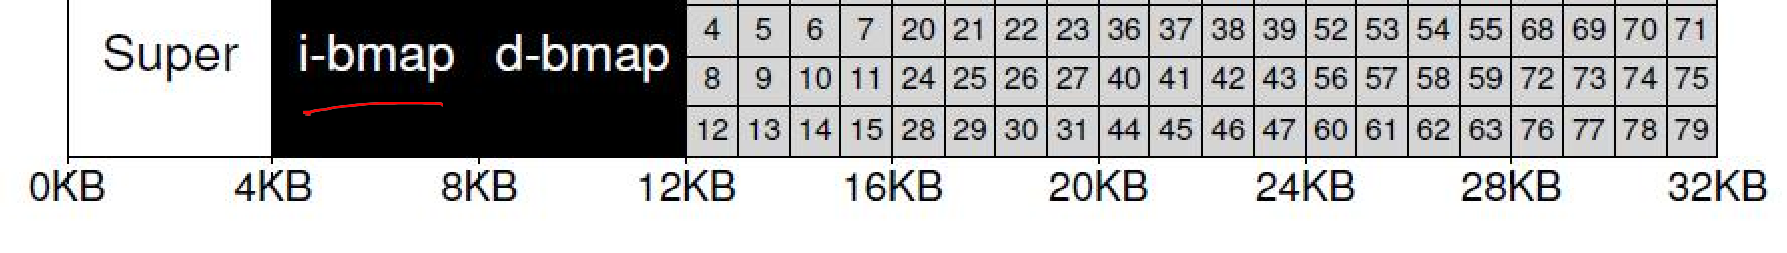 4 5 6 7 20 21 22 23 36 37 38 39 52 53 54 55 68 69 70 71
Super i-bmap d-bmap
8 9 10 11 24 25 26 27 40 41 42 43 56 57 58 59 72 73 74 75
12 13 14 15 28 29 30 31 44 45 46 47 60 61 62 63 76 77 78 79
0KB 4KB 8KB 12KB 16KB 20KB 24KB 28KB 32KB